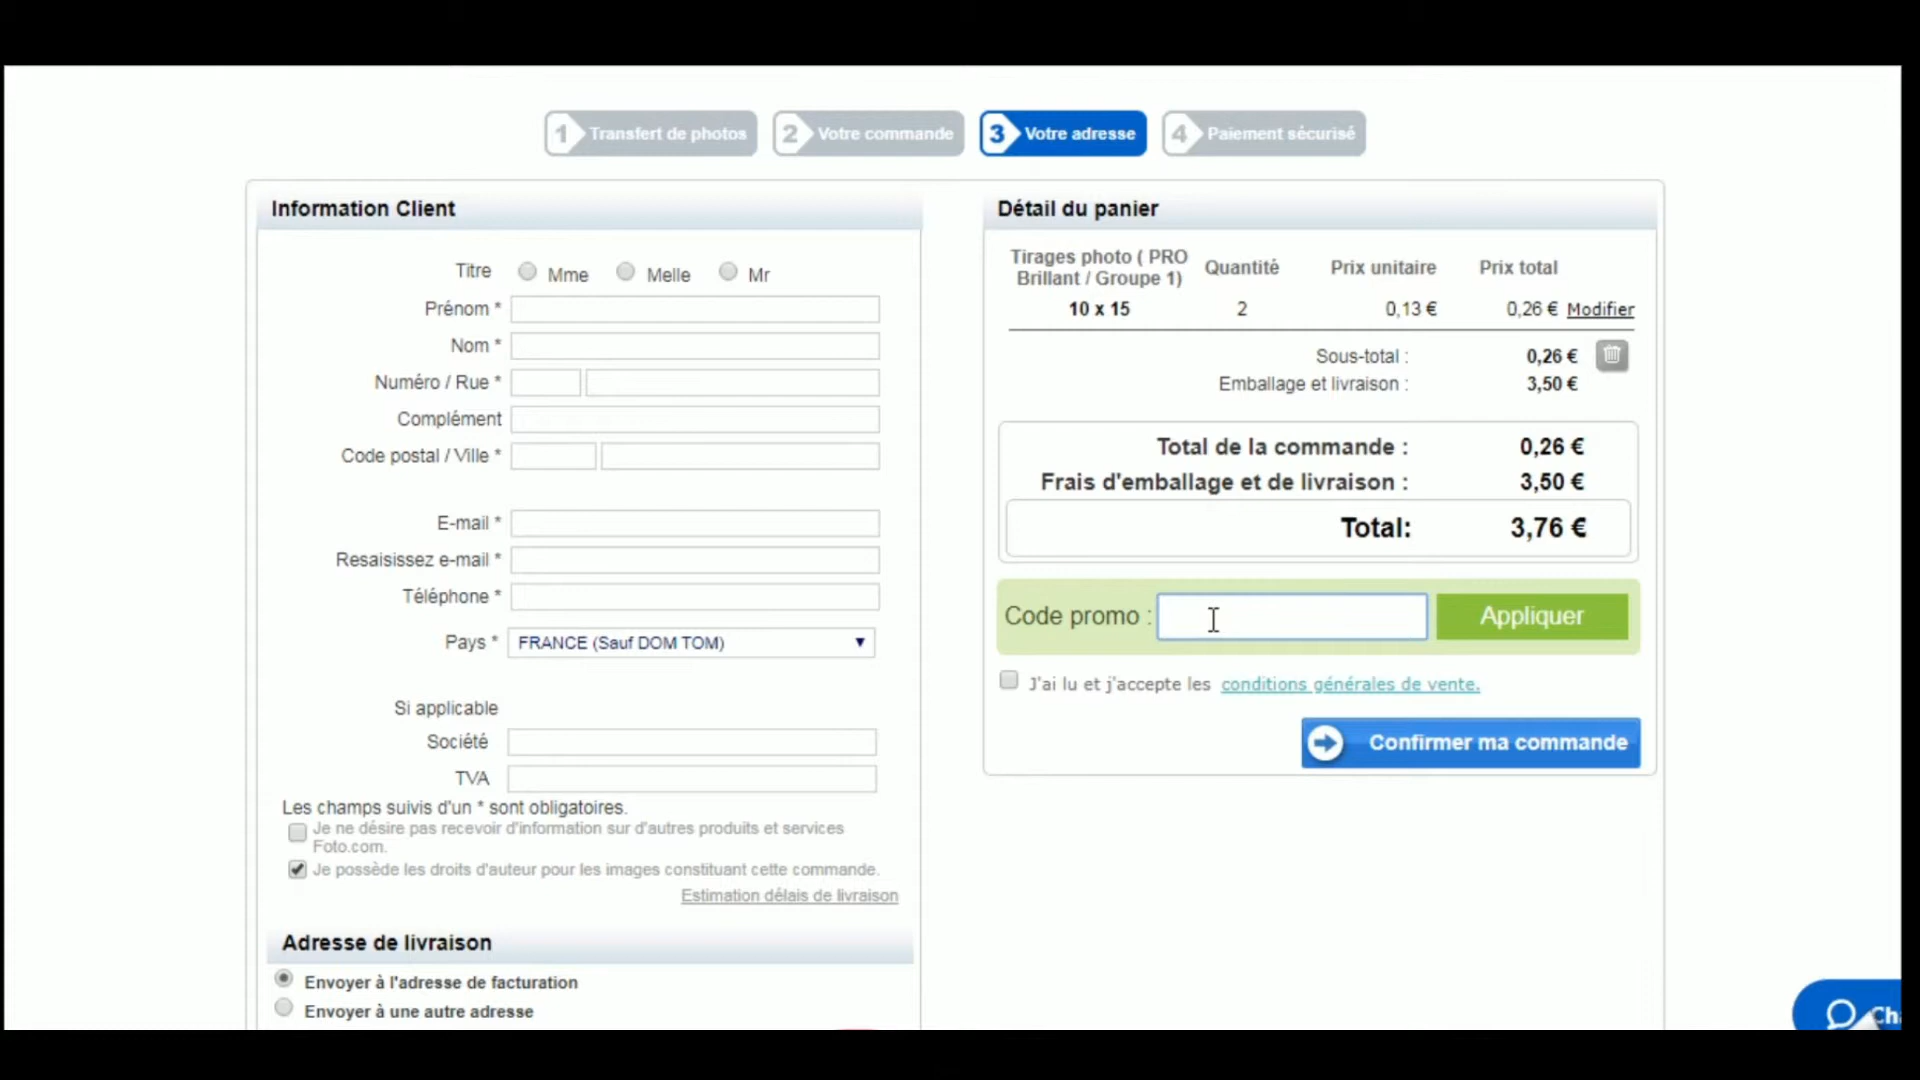 1 Transfert de photos
2 Votre commande
3 Votre adresse
4 Paiement sécurisé
Information Client
Titre Mme Melle Mr
Prénom *
Nom *
Numéro / Rue *
Complément
Code postal / Ville *
E-mail *
Resaisissez e-mail *
Téléphone *
Pays * FRANCE (Sauf DOM TOM)
Si applicable
Société
TVA
Les champs suivis d'un * sont obligatoires.
Je ne désire pas recevoir d'information sur d'autres produits et services
Foto.com.
Je possède les droits d'auteur pour les images constituant cette commande.
Estimation délais de livraison
Adresse de livraison
Envoyer à l'adresse de facturation
Envoyer à une autre adresse
Détail du panier
Tirages photo ( PRO
Brillant / Groupe 1)
Quantité Prix unitaire Prix total
10 x 15 2 0,13 € 0,26 € Modifier
Sous-total : 0,26 €
Emballage et livraison : 3,50 €
Total de la commande : 0,26 €
Frais d'emballage et de livraison : 3,50 €
Total: 3,76 €
Code promo : Appliquer
J'ai lu et j'accepte les conditions générales de vente.
Confirmer ma commande